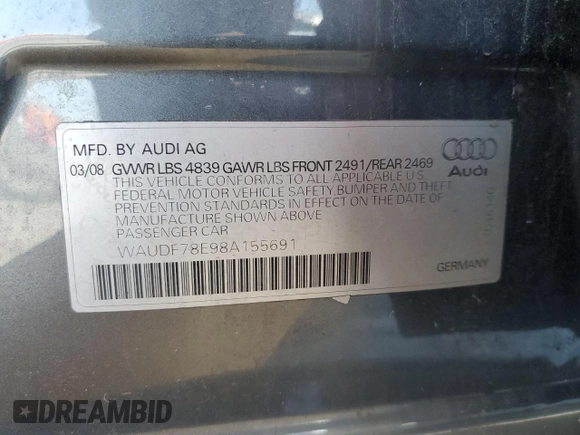 MFD. BY AUDI AG
03/08 GVWR LBS 4839 GAWR LBS FRONT 2491/REAR 2469
THIS VEHICLE CONFORMS TO ALL APPLICABLE U.S.
FEDERAL MOTOR VEHICLE SAFETY BUMPER AND THEFT
PREVENTION STANDARDS IN EFFECT ON THE DATE OF
MANUFACTURE SHOWN ABOVE
PASSENGER CAR
WAUDF78E98A155691
Audi
GERMANY
DREAMBID